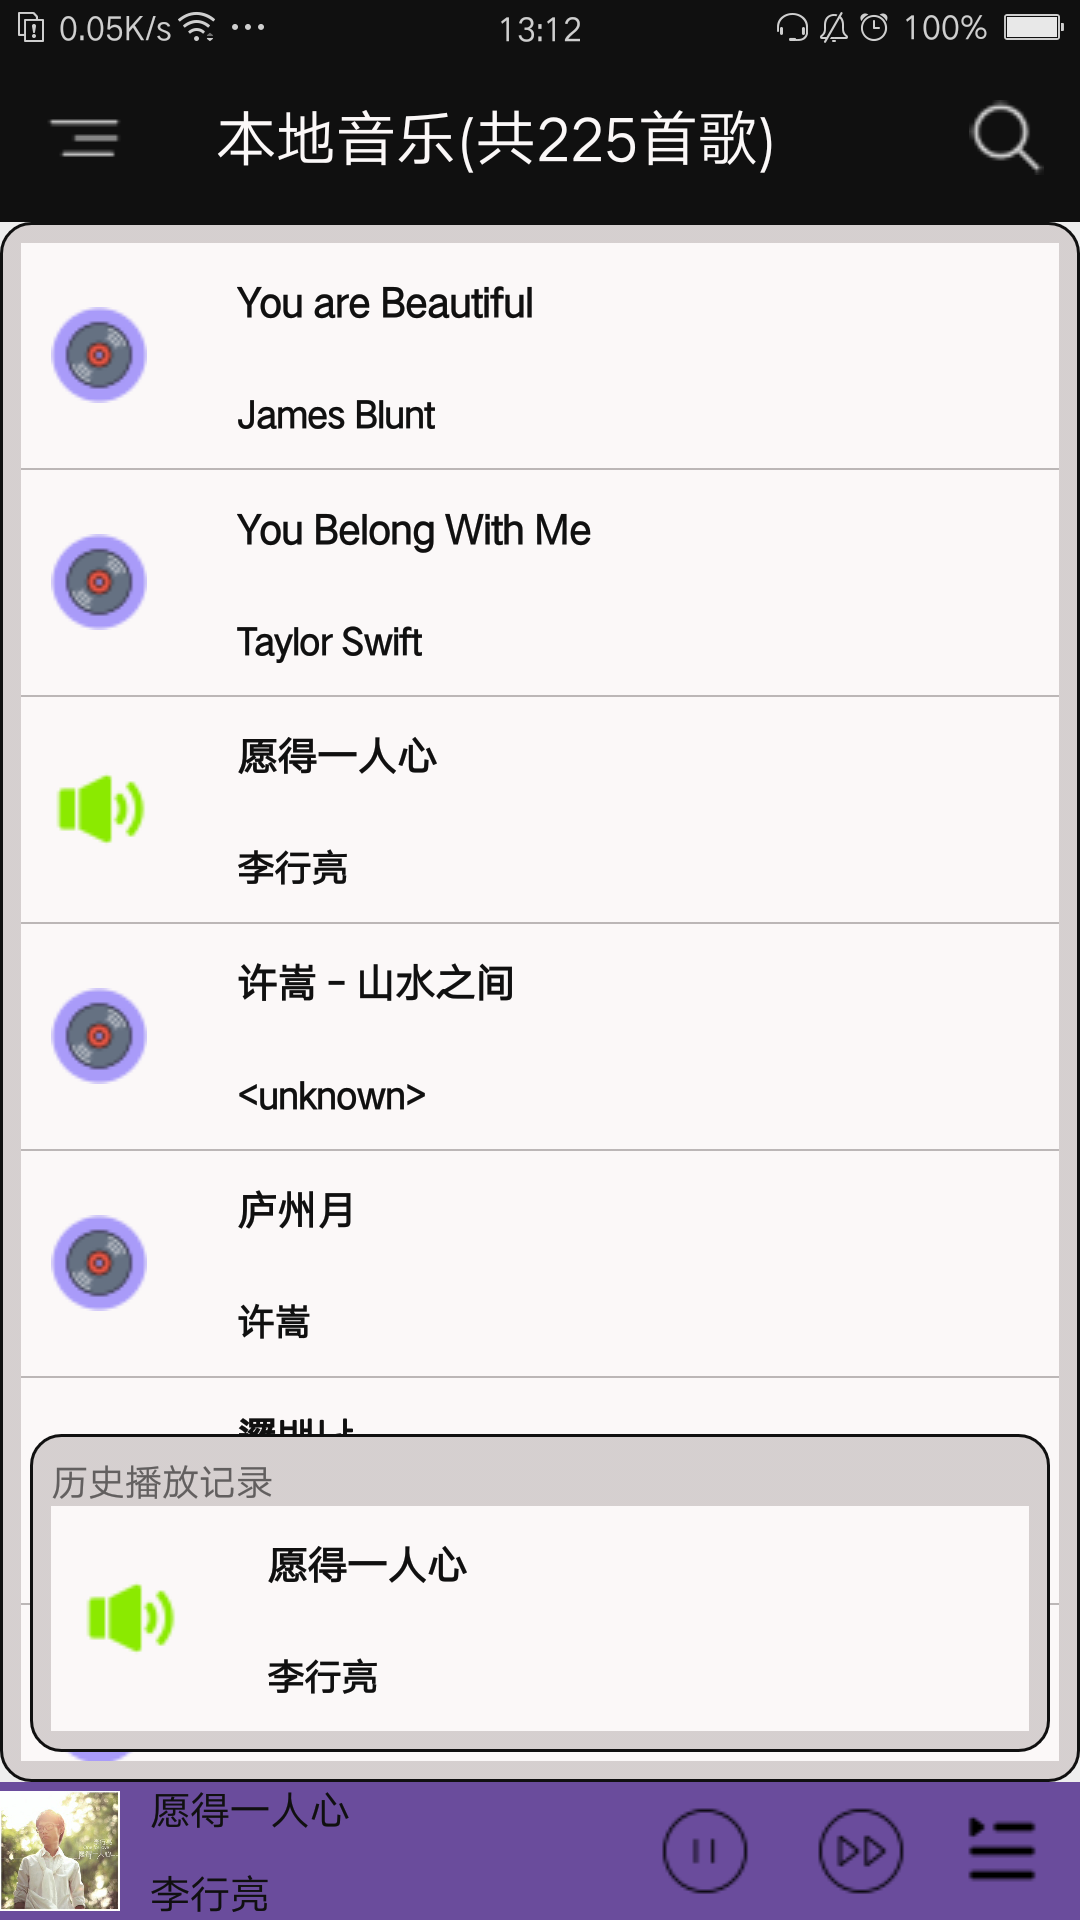 0.05K/s ... 13:12 100%
本地音乐(共225首歌)
You are Beautiful
James Blunt
You Belong With Me
Taylor Swift
愿得一人心
李行亮
许嵩 - 山水之间
<unknown>
庐州月
许嵩
历史播放记录
愿得一人心
李行亮
愿得一人心
李行亮